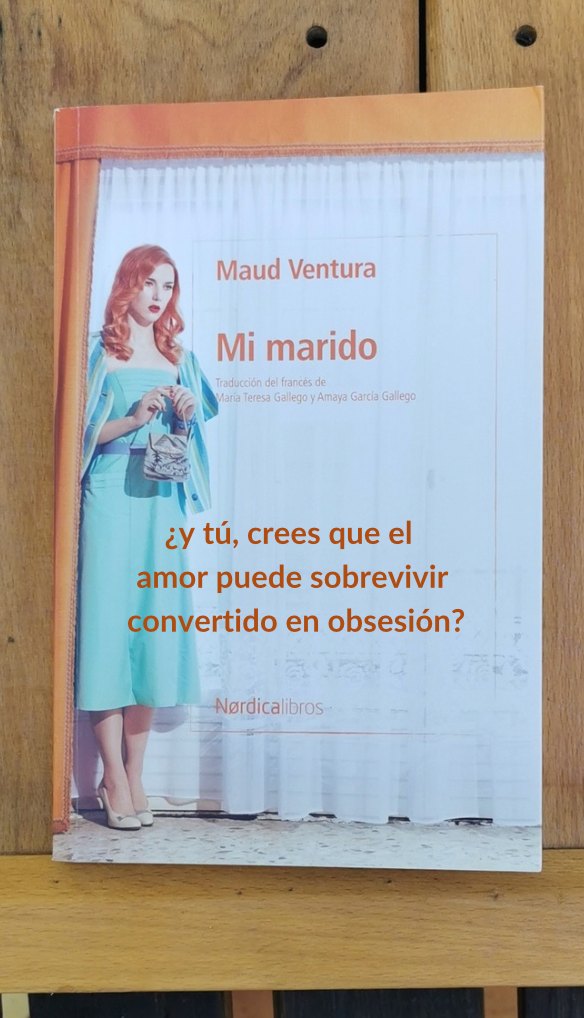 Maud Ventura
Mi marido
Traducción del francés de
María Teresa Gallego y Amaya García Gallego
¿y tú, crees que el
amor puede sobrevivir
convertido en obsesión?
Nørdicalibros